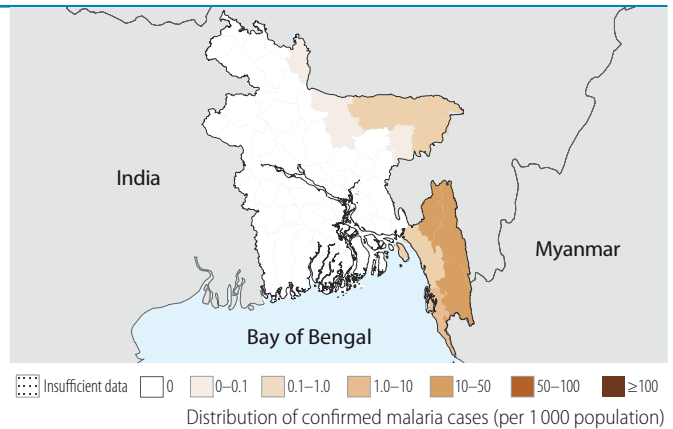 India
Myanmar
Bay of Bengal
Insufficient data 0 0–0.1 0.1–1.0 1.0–10 10–50 50–100 ≥100
Distribution of confirmed malaria cases (per 1 000 population)